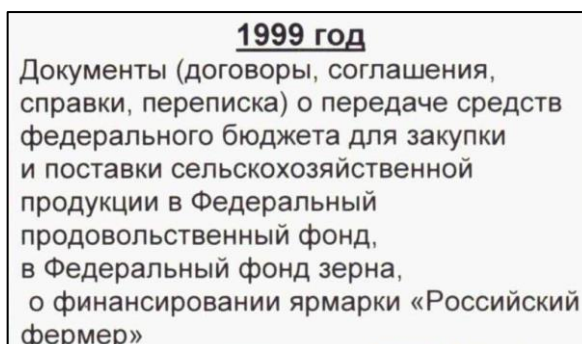 1999 год
Документы (договоры, соглашения,
справки, переписка) о передаче средств
федерального бюджета для закупки
и поставки сельскохозяйственной
продукции в Федеральный
продовольственный фонд,
в Федеральный фонд зерна,
о финансировании ярмарки «Российский
фермер»